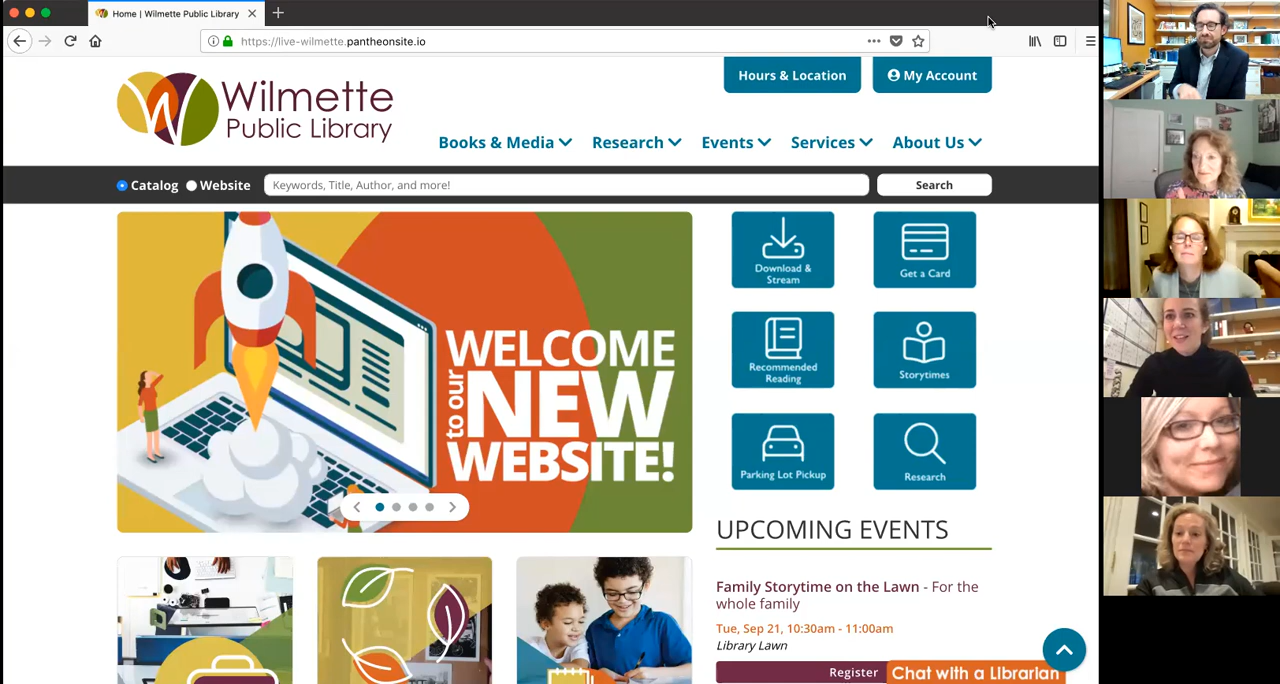 Home | Wilmette Public Library
https://live-wilmette.pantheonsite.io
Wilmette
Public Library
Hours & Location
My Account
Books & Media
Research
Events
Services
About Us
Catalog
Website
Keywords, Title, Author, and more!
Search
WELCOME
to our
NEW
WEBSITE!
Download &
Stream
Get a Card
Recommended
Reading
Storytimes
Parking Lot Pickup
Research
UPCOMING EVENTS
Family Storytime on the Lawn - For the
whole family
Tue, Sep 21, 10:30am - 11:00am
Library Lawn
Register
Chat with a Librarian